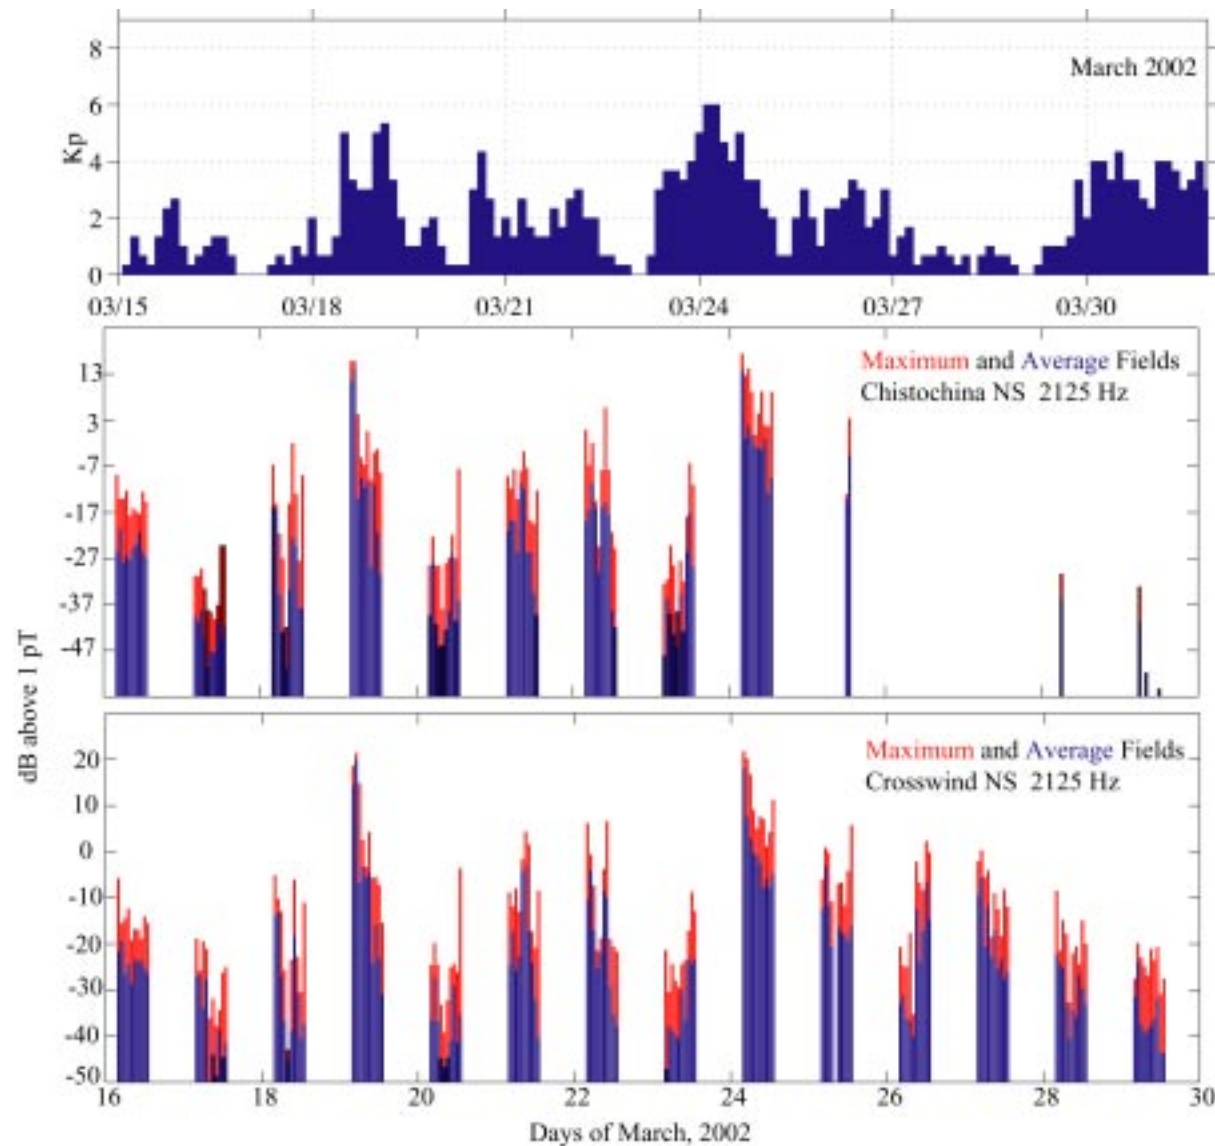 March 2002
Kp
8
6
4
2
0
03/15 03/18 03/21 03/24 03/27 03/30
Maximum and Average Fields
Chistochina NS 2125 Hz
13
3
-7
-17
-27
-37
-47
dB above 1 pT
Maximum and Average Fields
Crosswind NS 2125 Hz
20
10
0
-10
-20
-30
-40
-50
16 18 20 22 24 26 28 30
Days of March, 2002